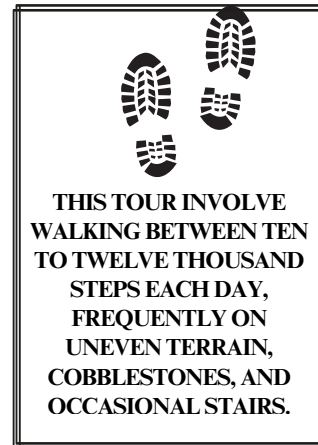 THIS TOUR INVOLVE
WALKING BETWEEN TEN
TO TWELVE THOUSAND
STEPS EACH DAY,
FREQUENTLY ON
UNEVEN TERRAIN,
COBBLESTONES, AND
OCCASIONAL STAIRS.